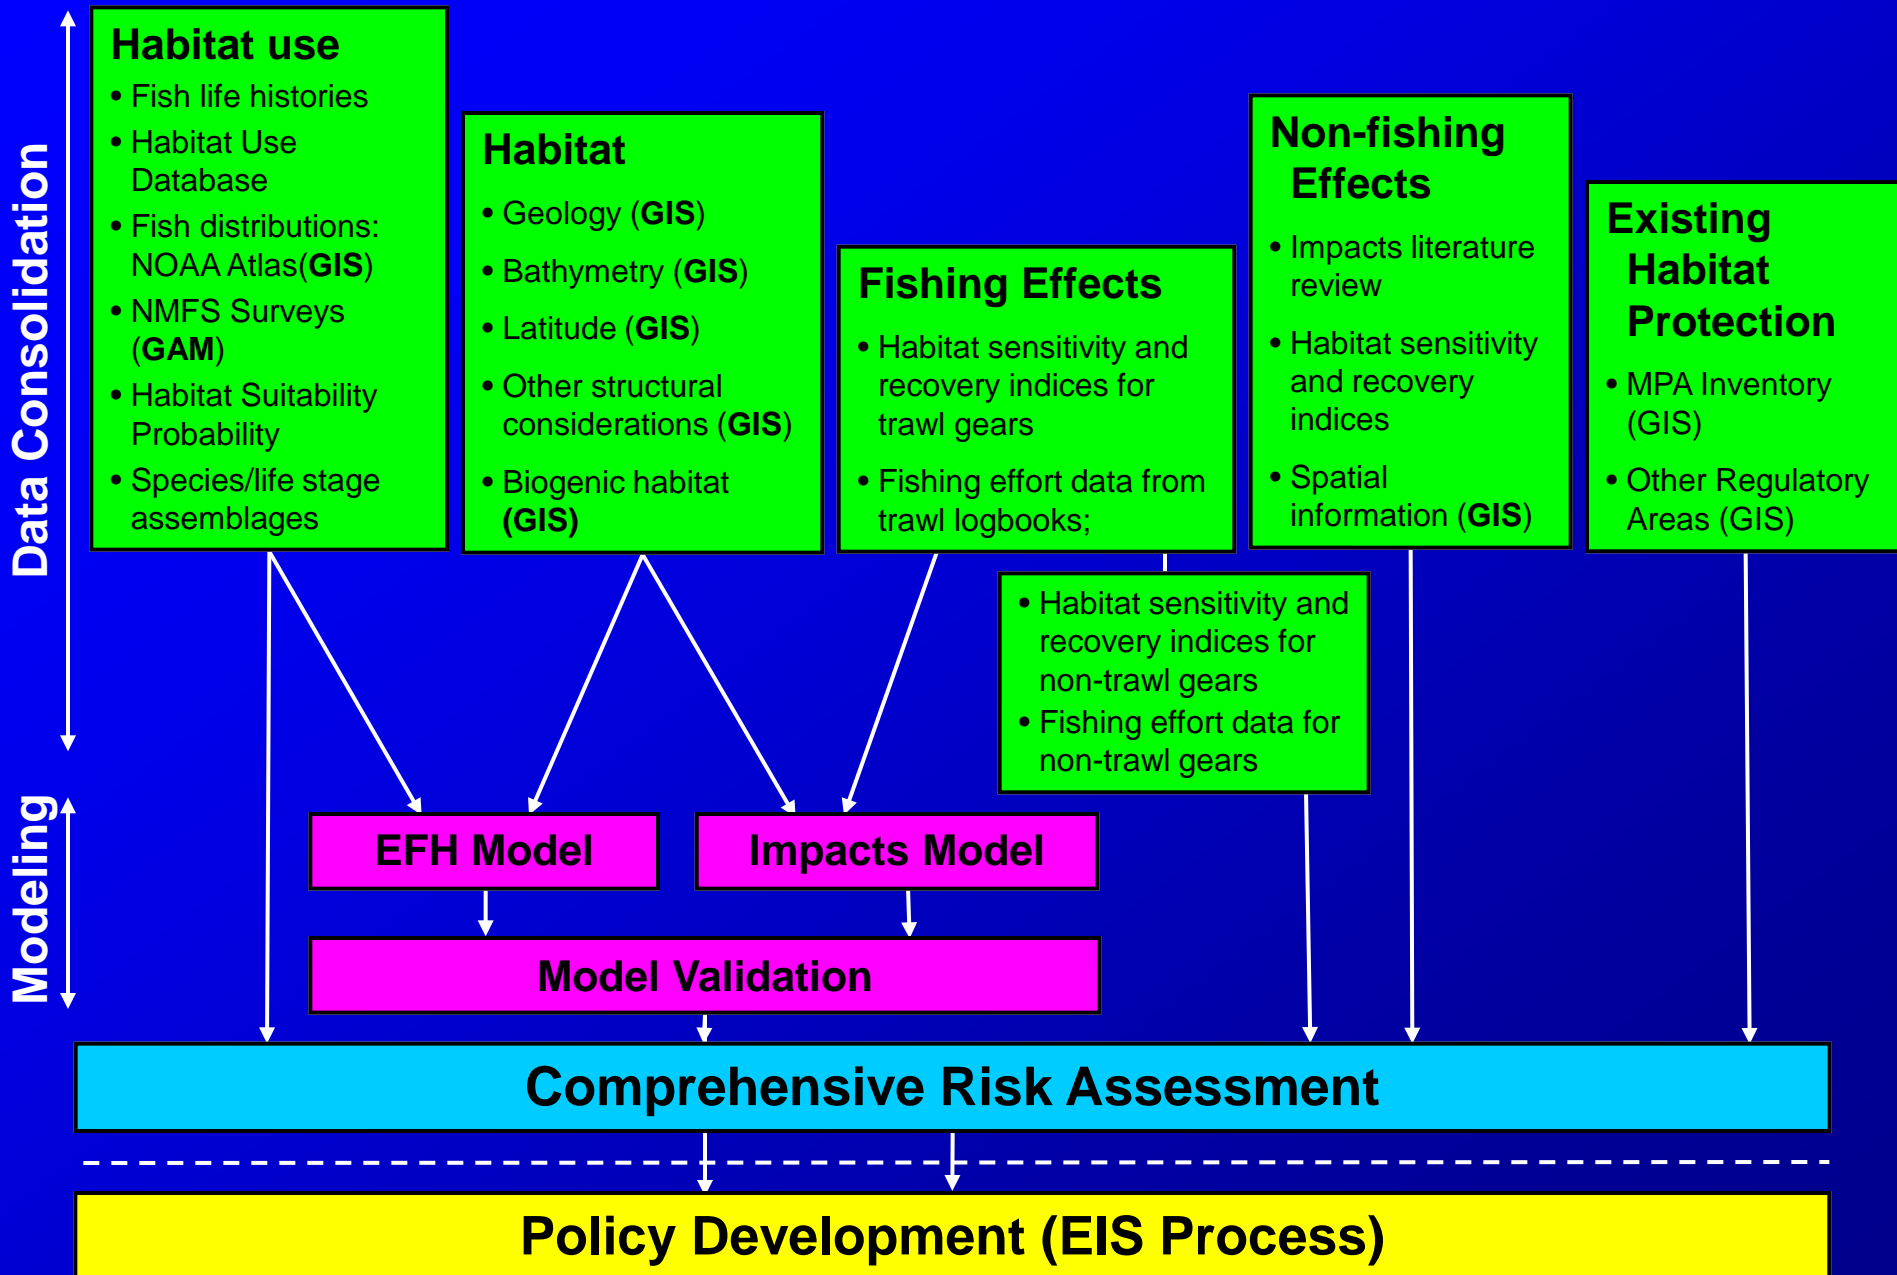 Data Consolidation
Modeling
Habitat use
• Fish life histories
• Habitat Use
Database
• Fish distributions:
NOAA Atlas(GIS)
• NMFS Surveys
(GAM)
• Habitat Suitability
Probability
• Species/life stage
assemblages
Habitat
• Geology (GIS)
• Bathymetry (GIS)
• Latitude (GIS)
• Other structural
considerations (GIS)
• Biogenic habitat
(GIS)
Fishing Effects
• Habitat sensitivity and
recovery indices for
trawl gears
• Fishing effort data from
trawl logbooks;
• Habitat sensitivity and
recovery indices for
non-trawl gears
• Fishing effort data for
non-trawl gears
Non-fishing
Effects
• Impacts literature
review
• Habitat sensitivity
and recovery
indices
• Spatial
information (GIS)
Existing
Habitat
Protection
• MPA Inventory
(GIS)
• Other Regulatory
Areas (GIS)
EFH Model
Impacts Model
Model Validation
Comprehensive Risk Assessment
Policy Development (EIS Process)